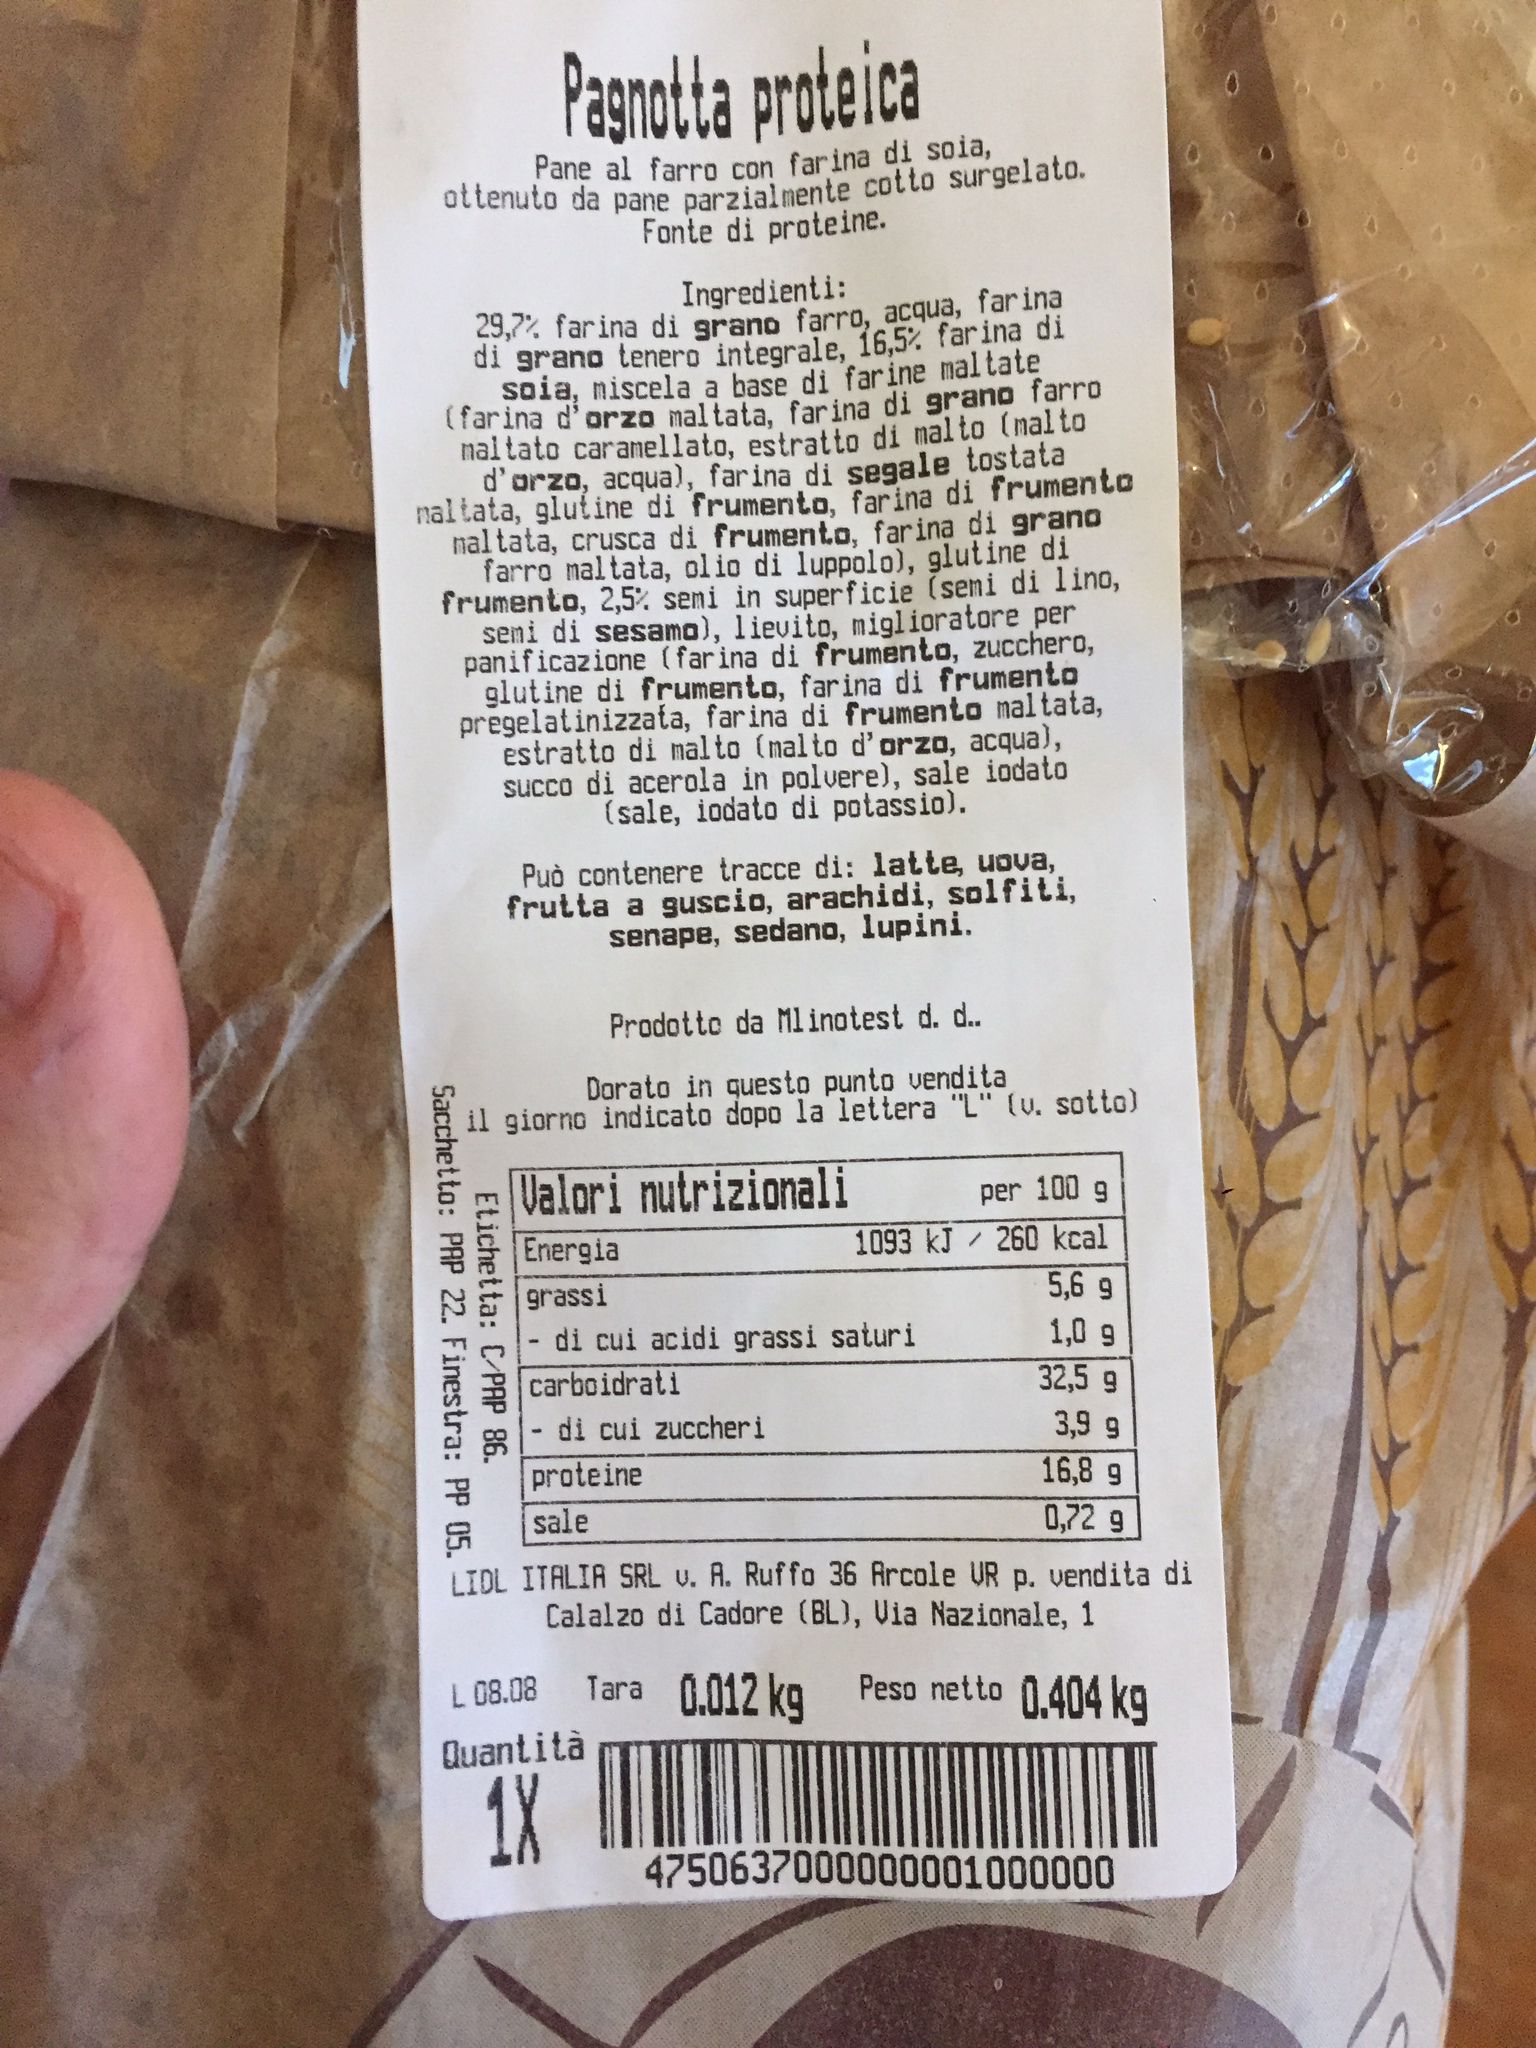 Pagnotta proteica
Pane al farro con farina di soia,
ottenuto da pane parzialmente cotto surgelato.
Fonte di proteine.
Ingredienti:
29,7% farina di grano farro, acqua, farina
di grano tenero integrale, 16,5% farina di
soia, miscela a base di farine maltate
(farina d'orzo maltata, farina di grano farro
maltato caramellato, estratto di malto (malto
d'orzo, acqua), farina di segale tostata
maltata, glutine di frumento, farina di frumento
maltata, crusca di frumento, farina di grano
farro maltata, olio di luppolo), glutine di
frumento, 2,5% semi in superficie (semi di lino,
semi di sesamo), lievito, miglioratore per
panificazione (farina di frumento, zucchero,
glutine di frumento, farina di frumento
pregelatinizzata, farina di frumento maltata,
estratto di malto (malto d'orzo, acqua),
succo di acerola in polvere), sale iodato
(sale, iodato di potassio).
Può contenere tracce di: latte, uova,
frutta a guscio, arachidi, solfiti,
senape, sedano, lupini.
Prodotto da Mlinotest d. d..
Dorato in questo punto vendita
il giorno indicato dopo la lettera "L" (v. sotto)
Etichetta: C/PAP 86.
Sacchetto: PAP 22. Finestra: PP 05.
Valori nutrizionali per 100 g
Energia 1093 kJ / 260 kcal
grassi 5,6 g
- di cui acidi grassi saturi 1,0 g
carboidrati 32,5 g
- di cui zuccheri 3,9 g
proteine 16,8 g
sale 0,72 g
LIDL ITALIA SRL v. A. Ruffo 36 Arcole VR p. vendita di
Calalzo di Cadore (BL), Via Nazionale, 1
L 08.08 Tara 0.012 kg Peso netto 0.404 kg
Quantità
1X
4750637000000001000000